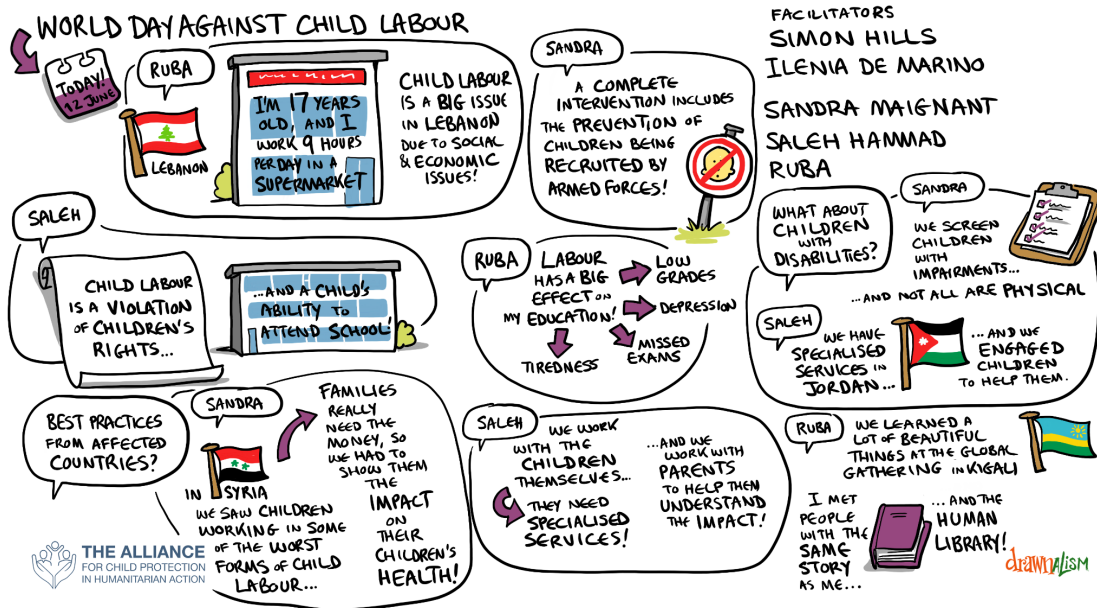 WORLD DAY AGAINST CHILD LABOUR
TODAY!
12 JUNE
RUBA
LEBANON
I'M 17 YEARS
OLD, AND I
WORK 9 HOURS
PER DAY IN A
SUPERMARKET
CHILD LABOUR
IS A BIG ISSUE
IN LEBANON
DUE TO SOCIAL
& ECONOMIC
ISSUES!
SANDRA
A COMPLETE
INTERVENTION INCLUDES
THE PREVENTION OF
CHILDREN BEING
RECRUITED BY
ARMED FORCES!
FACILITATORS
SIMON HILLS
ILENIA DE MARINO
SANDRA MAIGNANT
SALEH HAMMAD
RUBA
SALEH
CHILD LABOUR
IS A VIOLATION
OF CHILDREN'S
RIGHTS...
...AND A CHILD'S
ABILITY TO
ATTEND SCHOOL!
RUBA
LABOUR
HAS A BIG
EFFECT ON
MY EDUCATION!
LOW
GRADES
DEPRESSION
MISSED
EXAMS
TIREDNESS
WHAT ABOUT
CHILDREN
WITH
DISABILITIES?
SANDRA
WE SCREEN
CHILDREN
WITH
IMPAIRMENTS...
...AND NOT ALL ARE PHYSICAL
SALEH
WE HAVE
SPECIALISED
SERVICES IN
JORDAN...
...AND WE
ENGAGED
CHILDREN
TO HELP THEM.
BEST PRACTICES
FROM AFFECTED
COUNTRIES?
SANDRA
IN SYRIA
WE SAW CHILDREN
WORKING IN SOME
OF THE WORST
FORMS OF CHILD
LABOUR...
FAMILIES
REALLY
NEED THE
MONEY, SO
WE HAD TO
SHOW THEM
THE
IMPACT
ON
THEIR
CHILDREN'S
HEALTH!
SALEH
WE WORK
WITH THE
CHILDREN
THEMSELVES...
THEY NEED
SPECIALISED
SERVICES!
...AND WE
WORK WITH
PARENTS
TO HELP THEM
UNDERSTAND
THE IMPACT!
RUBA
WE LEARNED A
LOT OF BEAUTIFUL
THINGS AT THE GLOBAL
GATHERING IN KIGALI
I MET
PEOPLE
WITH THE
SAME
STORY
AS ME...
...AND THE
HUMAN
LIBRARY!
THE ALLIANCE
FOR CHILD PROTECTION
IN HUMANITARIAN ACTION
drawnALISM